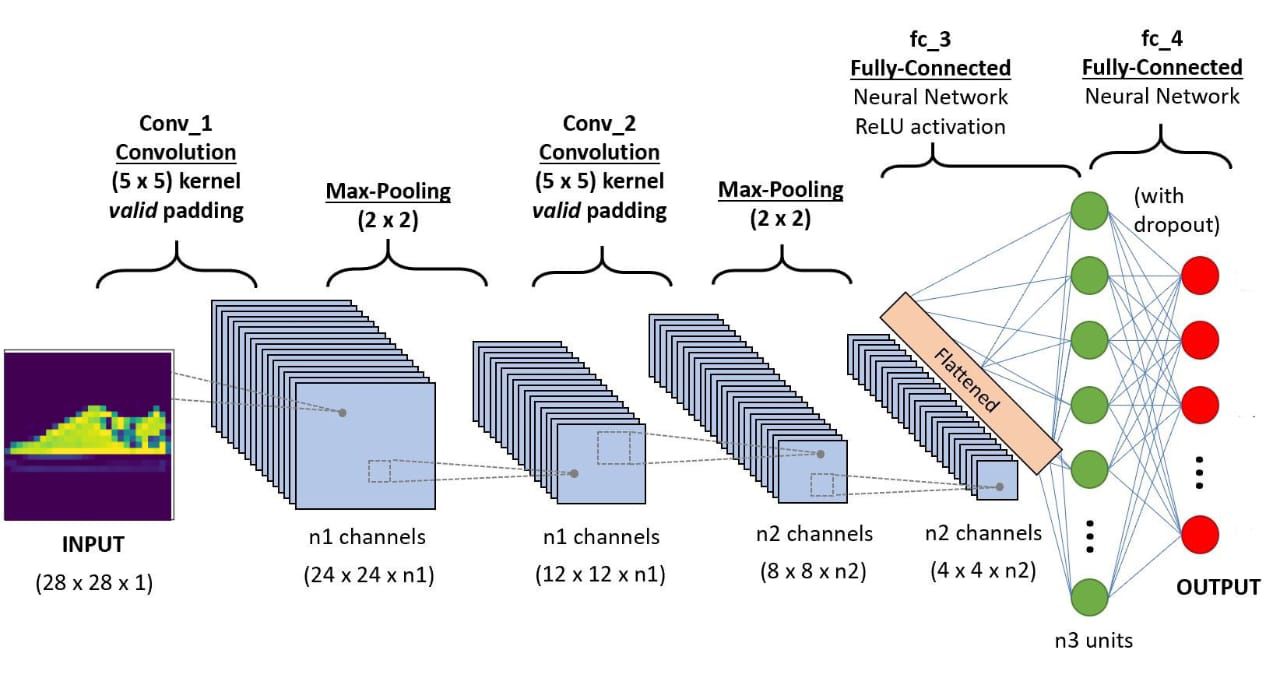 fc_3
Fully-Connected
Neural Network
ReLU activation
fc_4
Fully-Connected
Neural Network
Conv_1
Convolution
(5 x 5) kernel
valid padding
Max-Pooling
(2 x 2)
Conv_2
Convolution
(5 x 5) kernel
valid padding
Max-Pooling
(2 x 2)
(with
dropout)
Flattened
INPUT
(28 x 28 x 1)
n1 channels
(24 x 24 x n1)
n1 channels
(12 x 12 x n1)
n2 channels
(8 x 8 x n2)
n2 channels
(4 x 4 x n2)
OUTPUT
n3 units